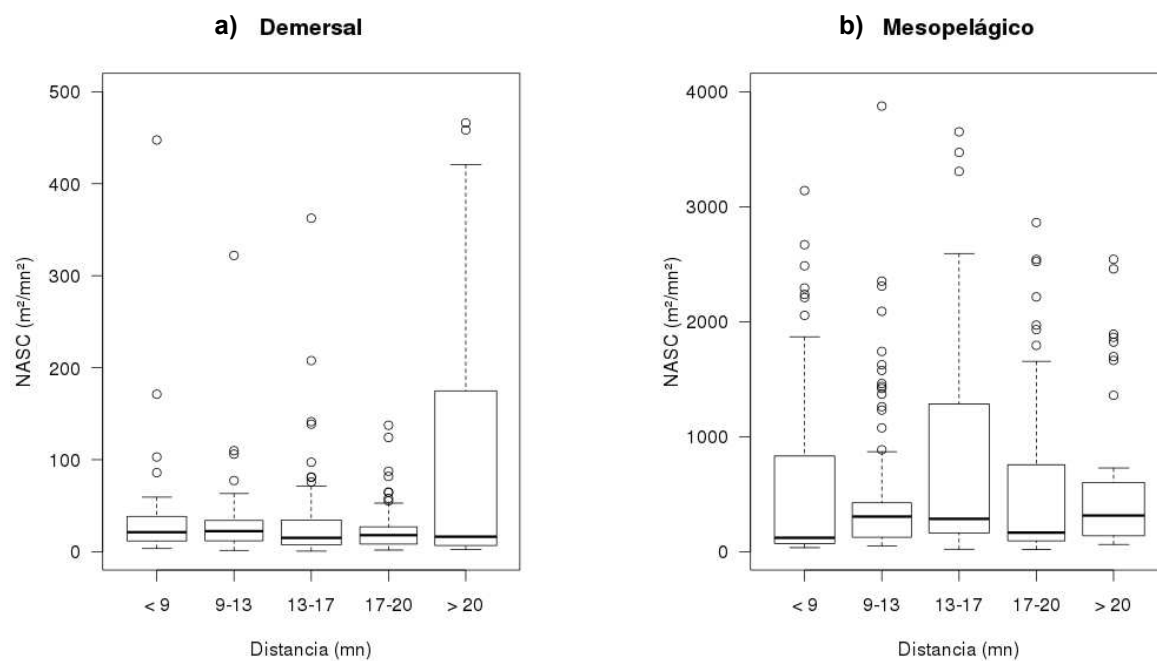 a) Demersal
500
400
300
200
100
0
NASC (m²/mn²)
< 9 9-13 13-17 17-20 > 20
Distancia (mn)
b) Mesopelágico
4000
3000
2000
1000
0
NASC (m²/mn²)
< 9 9-13 13-17 17-20 > 20
Distancia (mn)